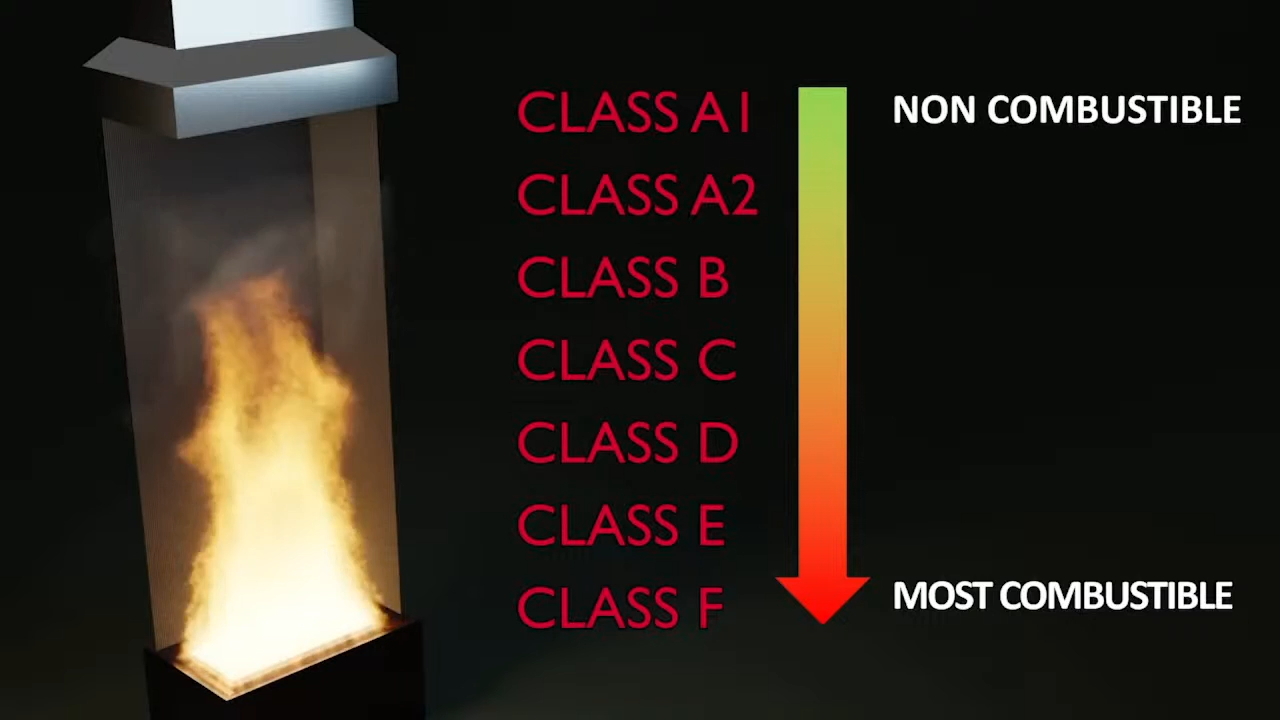 CLASS A1
NON COMBUSTIBLE
CLASS A2
CLASS B
CLASS C
CLASS D
CLASS E
CLASS F
MOST COMBUSTIBLE